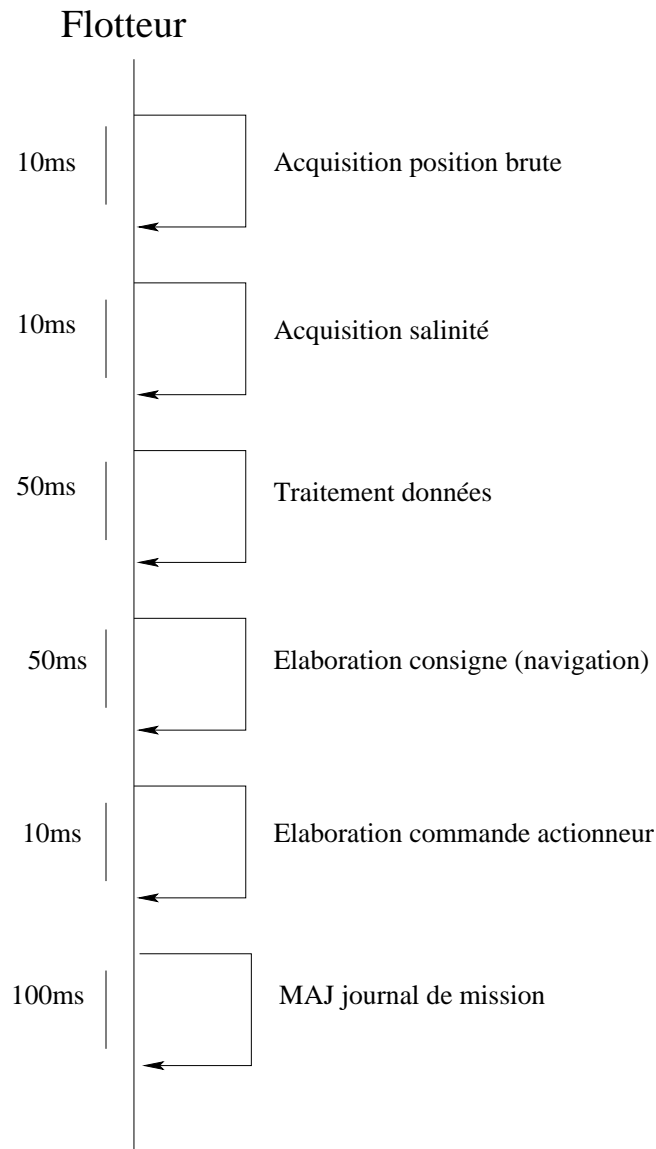 Flotteur
10ms
Acquisition position brute
10ms
Acquisition salinité
50ms
Traitement données
50ms
Elaboration consigne (navigation)
10ms
Elaboration commande actionneur
100ms
MAJ journal de mission